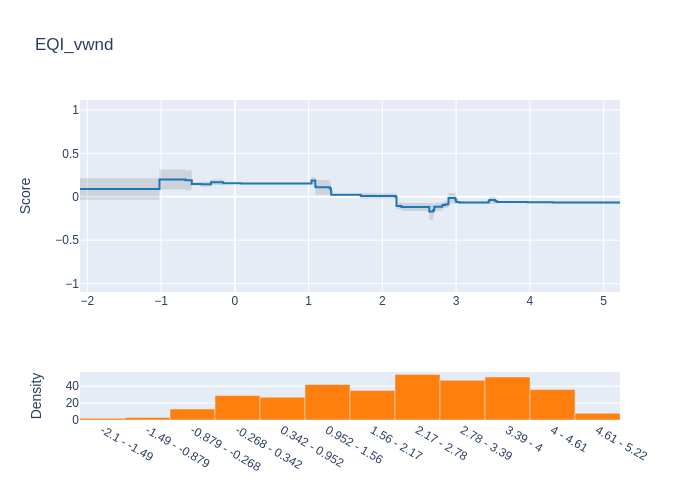 EQI_vwnd
1
0.5
0
−0.5
−1
Score
−2
−1
0
1
2
3
4
5
40
20
0
Density
-2.1 - -1.49
-1.49 - -0.879
-0.879 - -0.268
-0.268 - 0.342
0.342 - 0.952
0.952 - 1.56
1.56 - 2.17
2.17 - 2.78
2.78 - 3.39
3.39 - 4
4 - 4.61
4.61 - 5.22